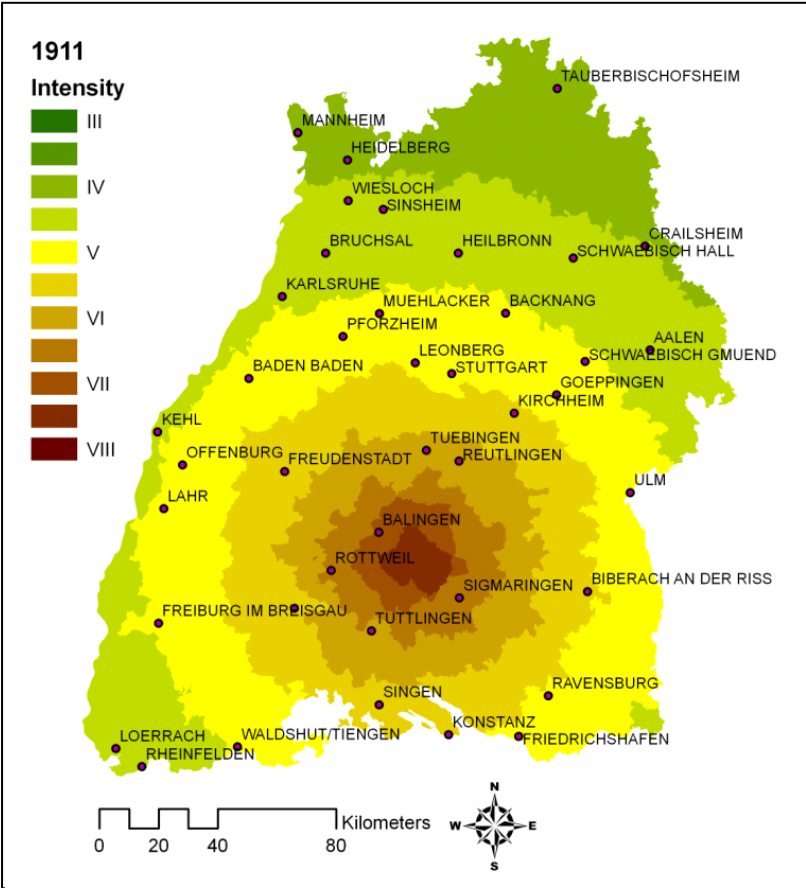 1911
Intensity
III
IV
V
VI
VII
VIII
TAUBERBISCHOFSHEIM
MANNHEIM
HEIDELBERG
WIESLOCH
SINSHEIM
CRAILSHEIM
BRUCHSAL
HEILBRONN
SCHWAEBISCH HALL
KARLSRUHE
MUEHLACKER
BACKNANG
PFORZHEIM
AALEN
LEONBERG
SCHWAEBISCH GMUEND
BADEN BADEN
STUTTGART
GOEPPINGEN
KIRCHHEIM
KEHL
TUEBINGEN
OFFENBURG
FREUDENSTADT
REUTLINGEN
ULM
LAHR
BALINGEN
ROTTWEIL
SIGMARINGEN
BIBERACH AN DER RISS
FREIBURG IM BREISGAU
TUTTLINGEN
SINGEN
RAVENSBURG
LOERRACH
WALDSHUT/TIENGEN
KONSTANZ
FRIEDRICHSHAFEN
RHEINFELDEN
Kilometers
0 20 40 80
N
W E
S